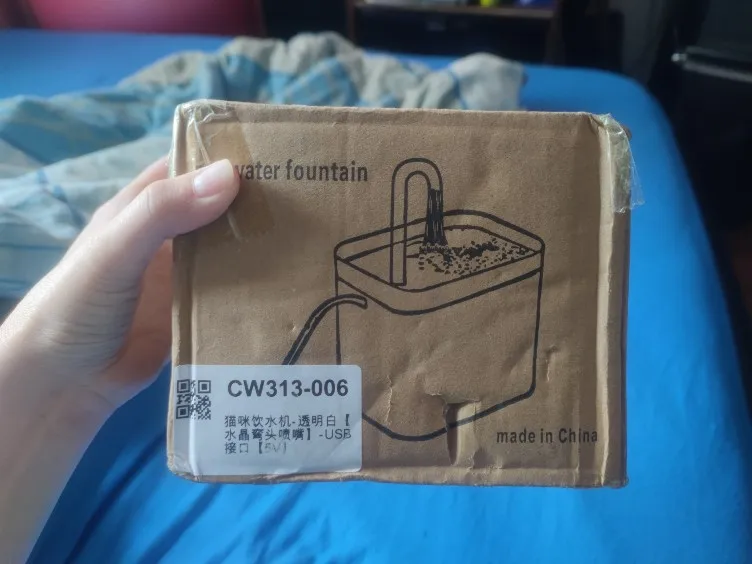 water fountain
CW313-006
猫咪饮水机-透明白【
水晶弯头喷嘴】-USB
接口【5V】
made in China